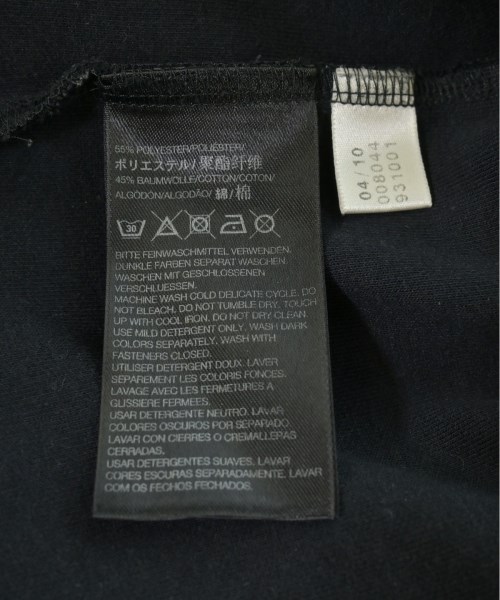 55% POLYESTER/POLIÉSTER/
ポリエステル/聚酯纤维
45% BAUMWOLLE/COTTON/COTON/
ALGODÓN/ALGODÃO/綿/棉
30
BITTE FEINWASCHMITTEL VERWENDEN.
DUNKLE FARBEN SEPARAT WASCHEN.
WASCHEN MIT GESCHLOSSENEN
VERSCHLUESSEN.
MACHINE WASH COLD DELICATE CYCLE. DO
NOT BLEACH. DO NOT TUMBLE DRY. TOUCH
UP WITH COOL IRON. DO NOT DRY CLEAN.
USE MILD DETERGENT ONLY. WASH DARK
COLORS SEPARATELY. WASH WITH
FASTENERS CLOSED.
UTILISER DETERGENT DOUX. LAVER
SEPAREMENT LES COLORIS FONCES.
LAVAGE AVEC LES FERMETURES A
GLISSIERE FERMEES.
USAR DETERGENTE NEUTRO. LAVAR
COLORES OSCUROS POR SEPARADO.
LAVAR CON CIERRES O CREMALLERAS
CERRADAS.
USAR DETERGENTES SUAVES. LAVAR
CORES ESCURAS SEPARADAMENTE. LAVAR
COM OS FECHOS FECHADOS.
04/10
008044
931001